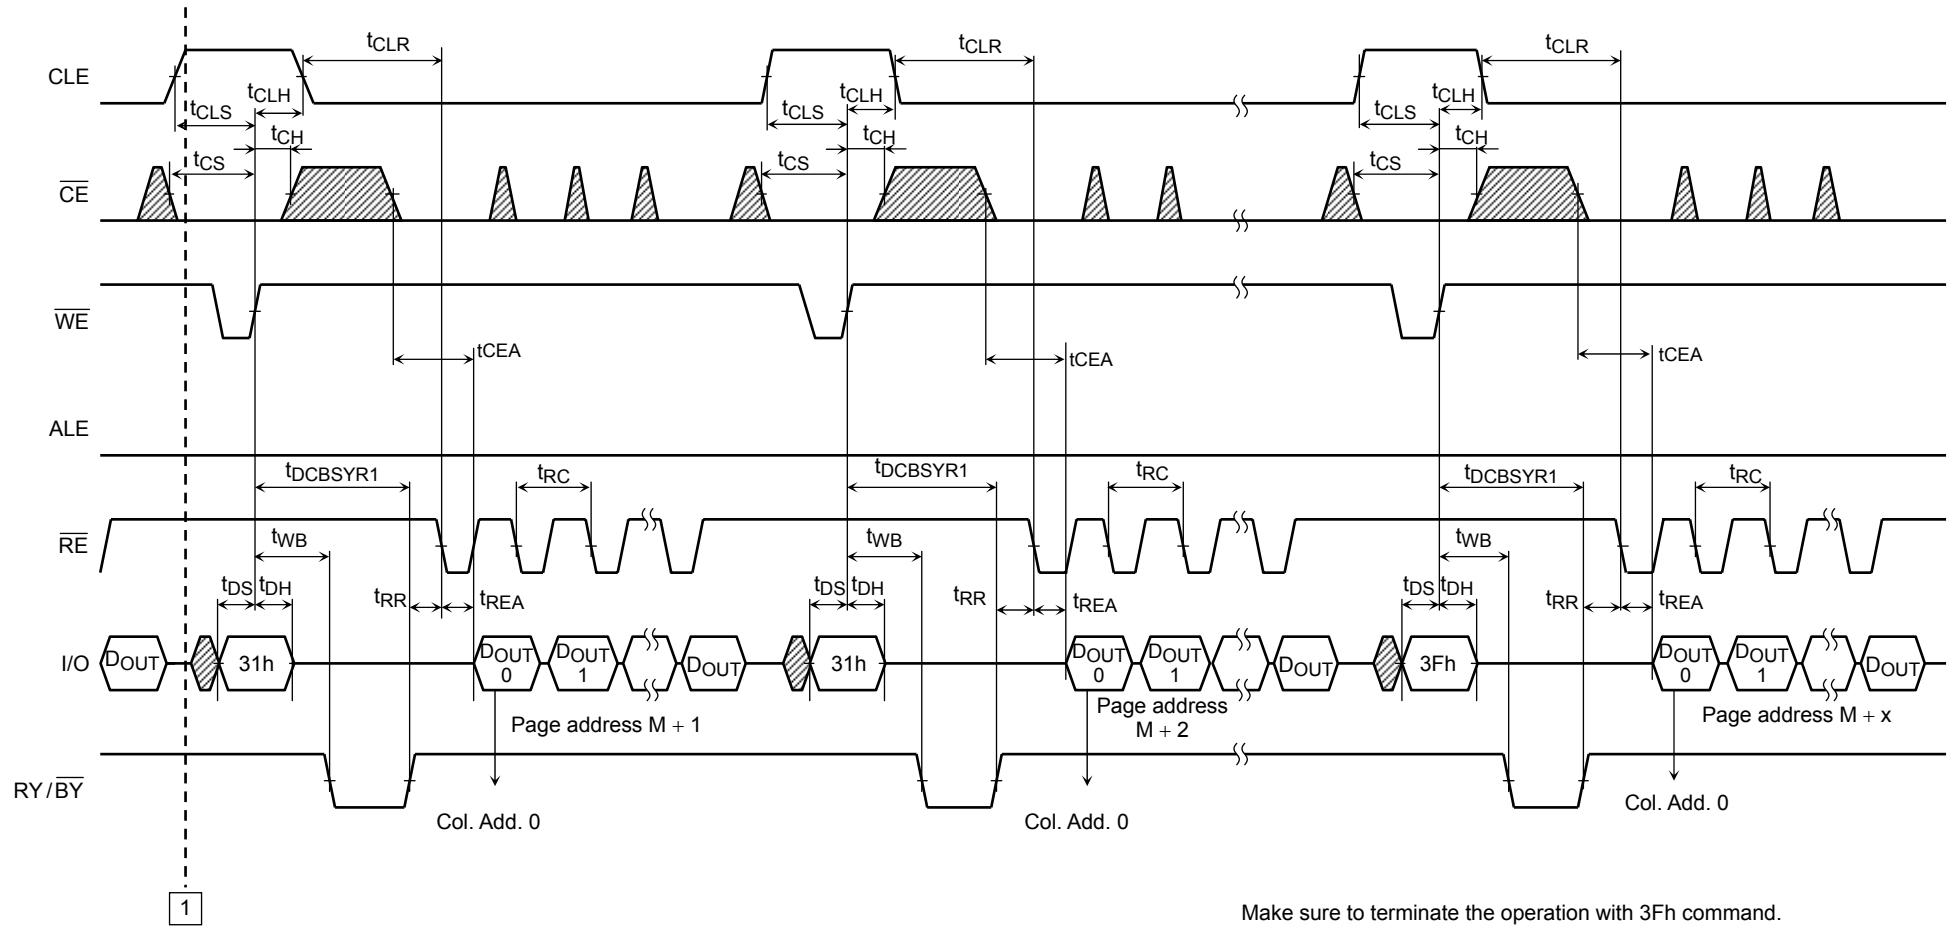 CLE
tCLR
tCLR
tCLR
tCLH
tCLH
tCLH
tCLS
tCLS
tCLS
tCH
tCH
tCH
tCS
tCS
tCS
CE
WE
tCEA
tCEA
tCEA
ALE
tDCBSYR1
tRC
tDCBSYR1
tRC
tDCBSYR1
tRC
RE
tWB
tWB
tWB
tDS tDH
tRR
tREA
tDS tDH
tRR
tREA
tDS tDH
tRR
tREA
I/O
DOUT
31h
DOUT
0
DOUT
1
DOUT
31h
DOUT
0
DOUT
1
DOUT
3Fh
DOUT
0
DOUT
1
DOUT
Page address M + 1
Page address
M + 2
Page address M + x
RY/BY
Col. Add. 0
Col. Add. 0
Col. Add. 0
1
Make sure to terminate the operation with 3Fh command.